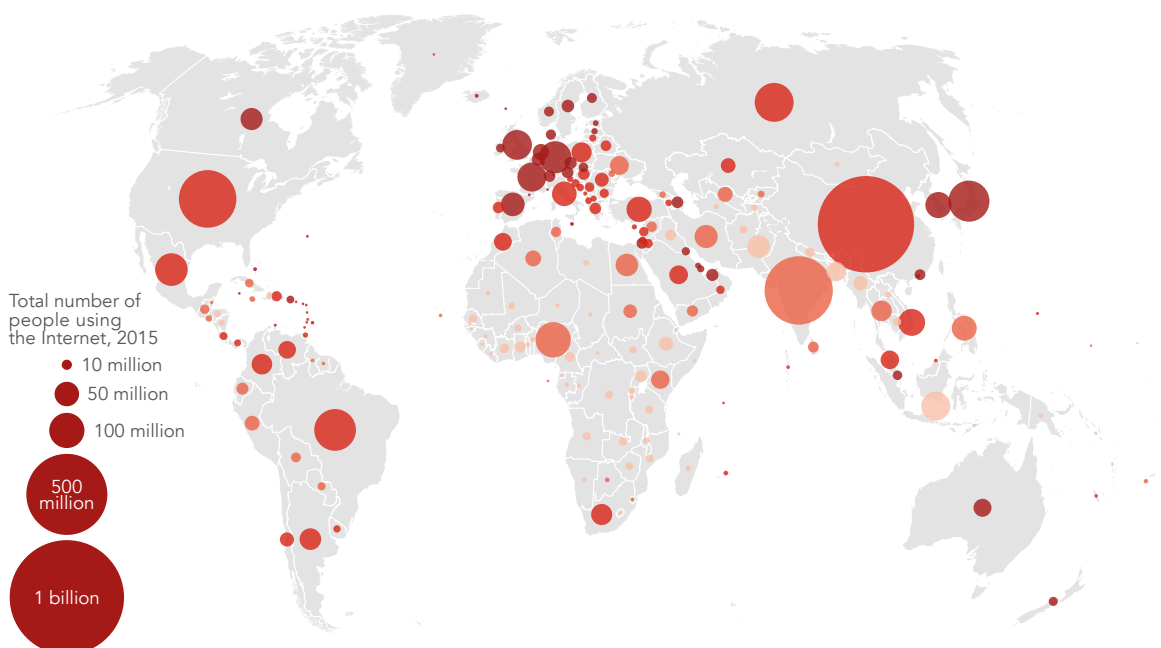 Total number of
people using
the Internet, 2015
10 million
50 million
100 million
500
million
1 billion